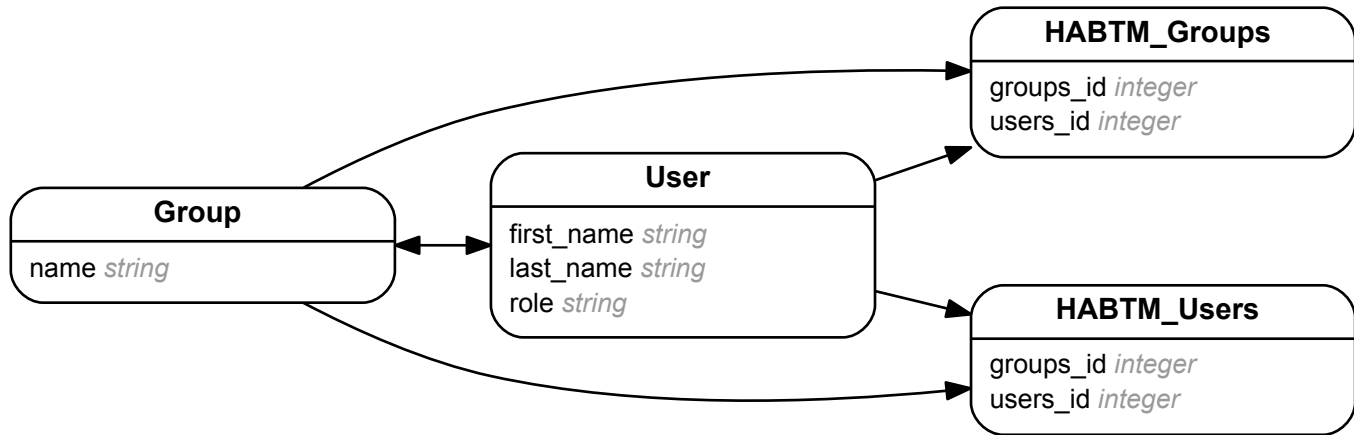 Group
name string
User
first_name string
last_name string
role string
HABTM_Groups
groups_id integer
users_id integer
HABTM_Users
groups_id integer
users_id integer